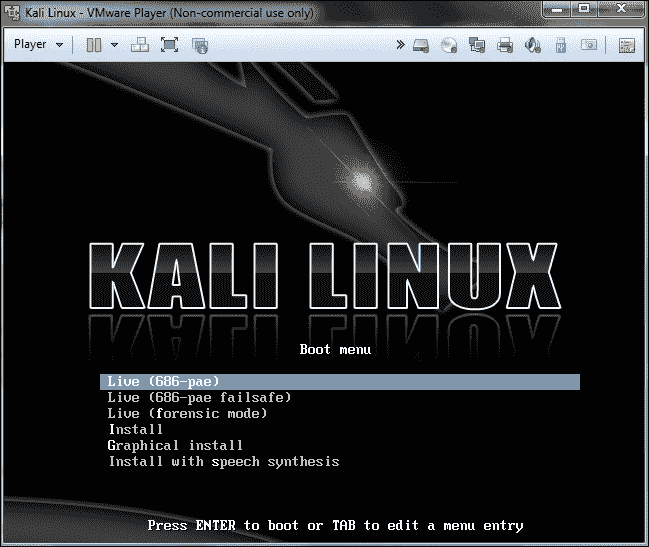 Kali Linux - VMware Player (Non-commercial use only)
Player
KALI LINUX
Boot menu
Live (686-pae)
Live (686-pae failsafe)
Live (forensic mode)
Install
Graphical install
Install with speech synthesis
Press ENTER to boot or TAB to edit a menu entry